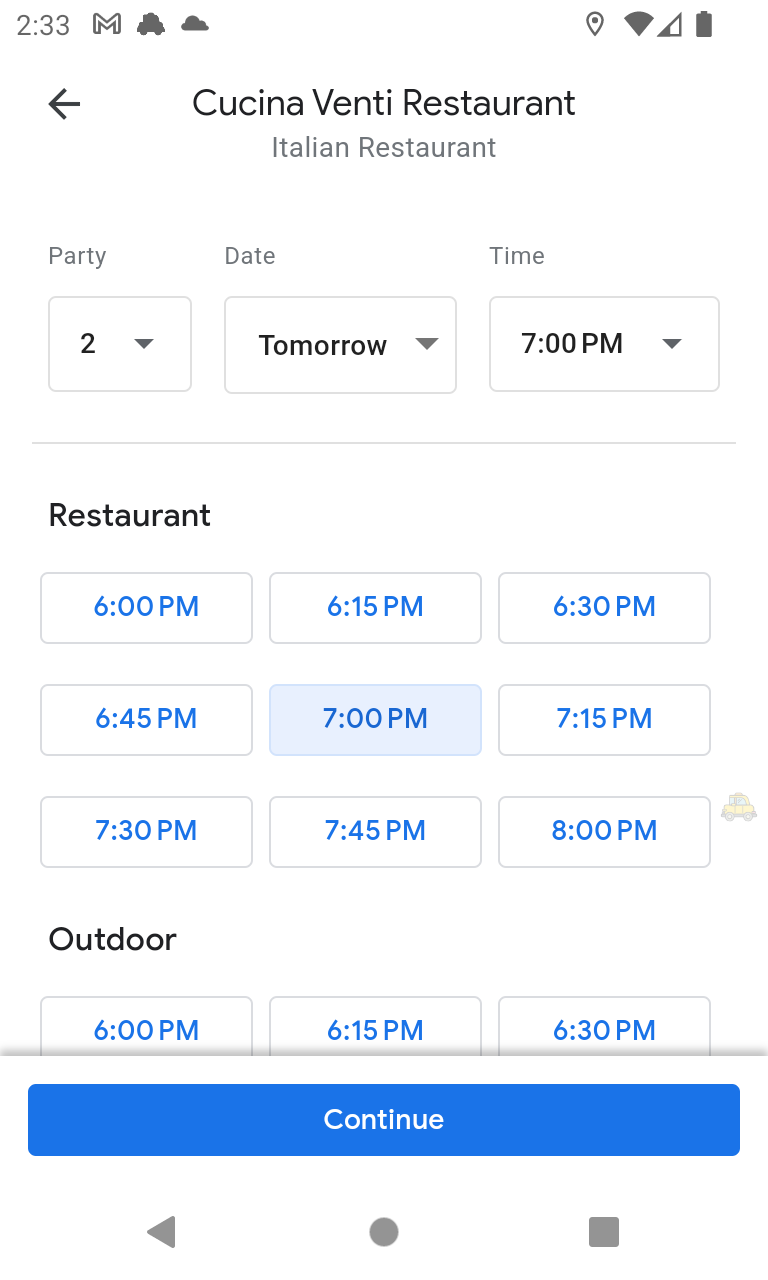 2:33
Cucina Venti Restaurant
Italian Restaurant
Party Date Time
2 Tomorrow 7:00 PM
Restaurant
6:00 PM 6:15 PM 6:30 PM
6:45 PM 7:00 PM 7:15 PM
7:30 PM 7:45 PM 8:00 PM
Outdoor
6:00 PM 6:15 PM 6:30 PM
Continue